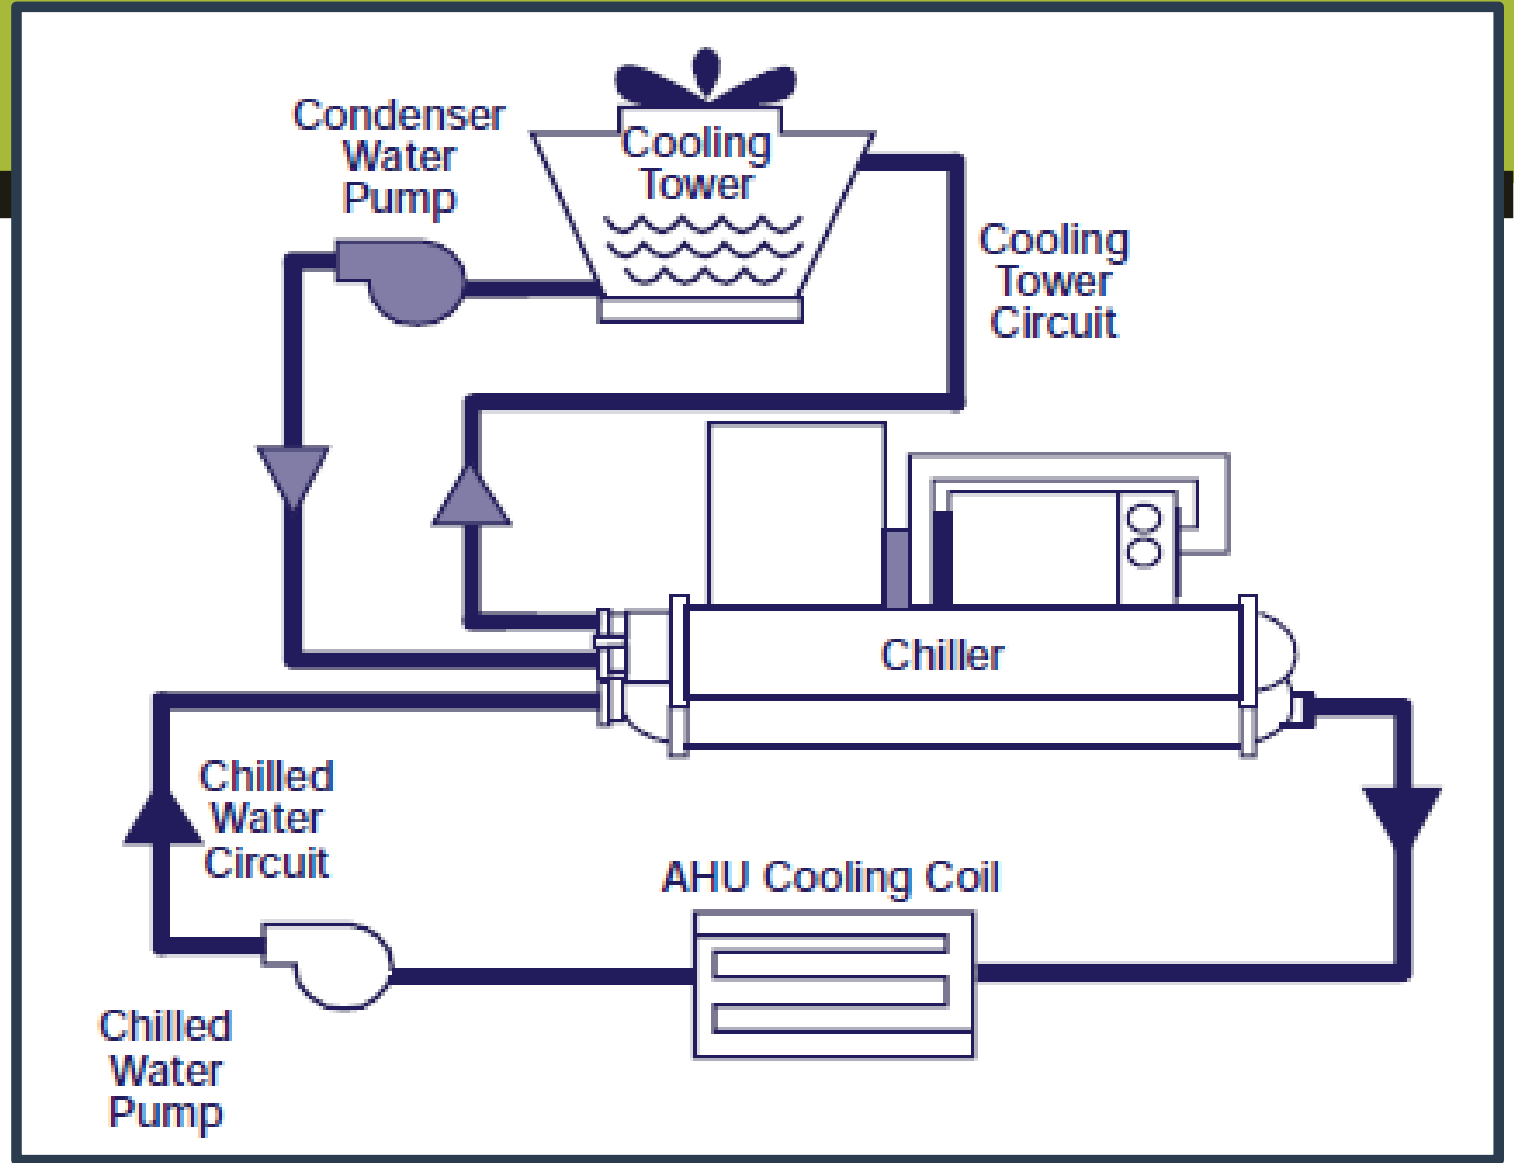 Condenser
Water
Pump
Cooling
Tower
Cooling
Tower
Circuit
Chiller
Chilled
Water
Circuit
AHU Cooling Coil
Chilled
Water
Pump